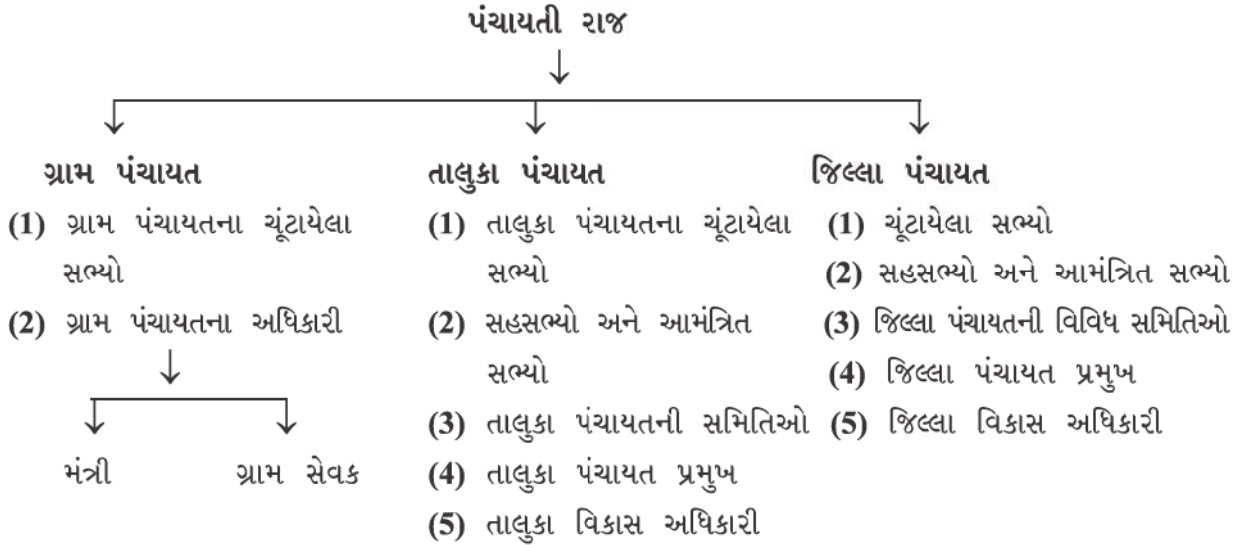 પંચાયતી રાજ
ગ્રામ પંચાયત
(1) ગ્રામ પંચાયતના ચૂંટાયેલા
સભ્યો
(2) ગ્રામ પંચાયતના અધિકારી
મંત્રી ગ્રામ સેવક
તાલુકા પંચાયત
(1) તાલુકા પંચાયતના ચૂંટાયેલા
સભ્યો
(2) સહસભ્યો અને આમંત્રિત
સભ્યો
(3) તાલુકા પંચાયતની સમિતિઓ
(4) તાલુકા પંચાયત પ્રમુખ
(5) તાલુકા વિકાસ અધિકારી
જિલ્લા પંચાયત
(1) ચૂંટાયેલા સભ્યો
(2) સહસભ્યો અને આમંત્રિત સભ્યો
(3) જિલ્લા પંચાયતની વિવિધ સમિતિઓ
(4) જિલ્લા પંચાયત પ્રમુખ
(5) જિલ્લા વિકાસ અધિકારી